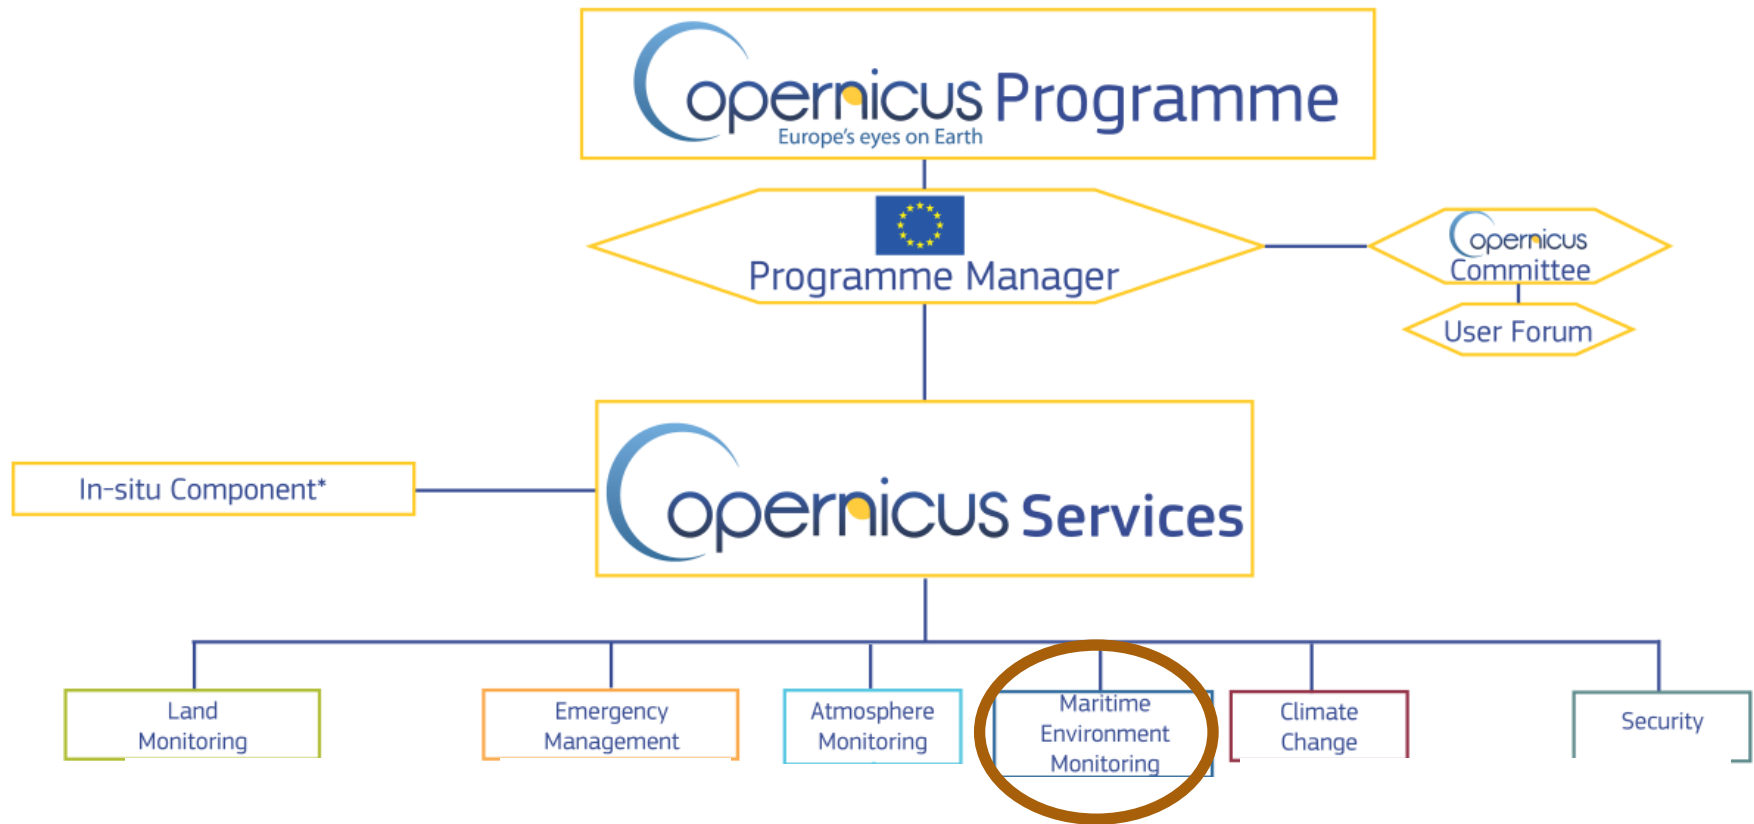 Copernicus Programme
Europe's eyes on Earth
Programme Manager
Copernicus
Committee
User Forum
In-situ Component*
Copernicus Services
Land
Monitoring
Emergency
Management
Atmosphere
Monitoring
Maritime
Environment
Monitoring
Climate
Change
Security